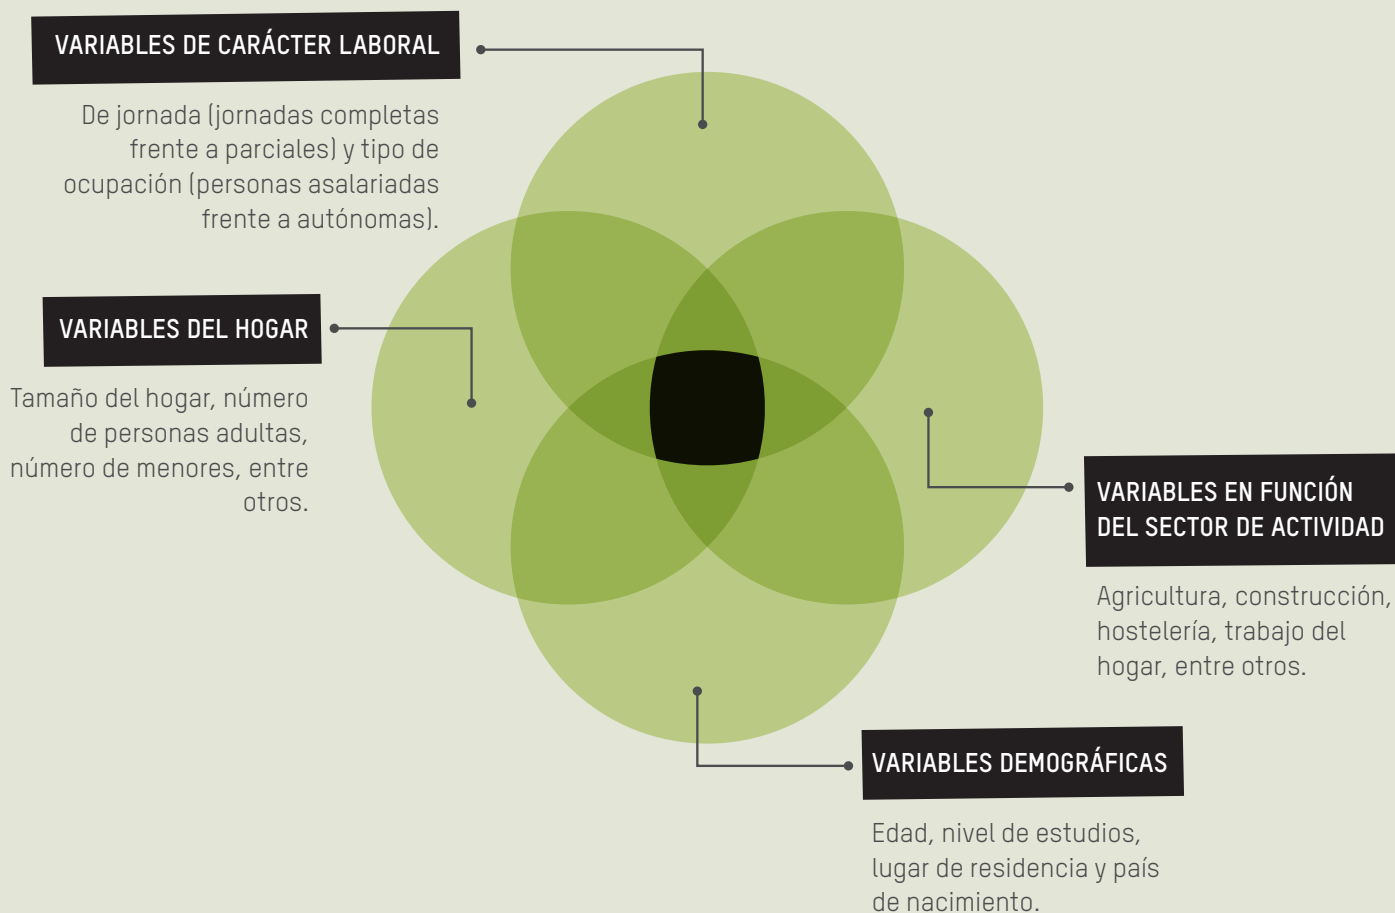 VARIABLES DE CARÁCTER LABORAL
De jornada (jornadas completas
frente a parciales) y tipo de
ocupación (personas asalariadas
frente a autónomas).
VARIABLES DEL HOGAR
Tamaño del hogar, número
de personas adultas,
número de menores, entre
otros.
VARIABLES EN FUNCIÓN
DEL SECTOR DE ACTIVIDAD
Agricultura, construcción,
hostelería, trabajo del
hogar, entre otros.
VARIABLES DEMOGRÁFICAS
Edad, nivel de estudios,
lugar de residencia y país
de nacimiento.